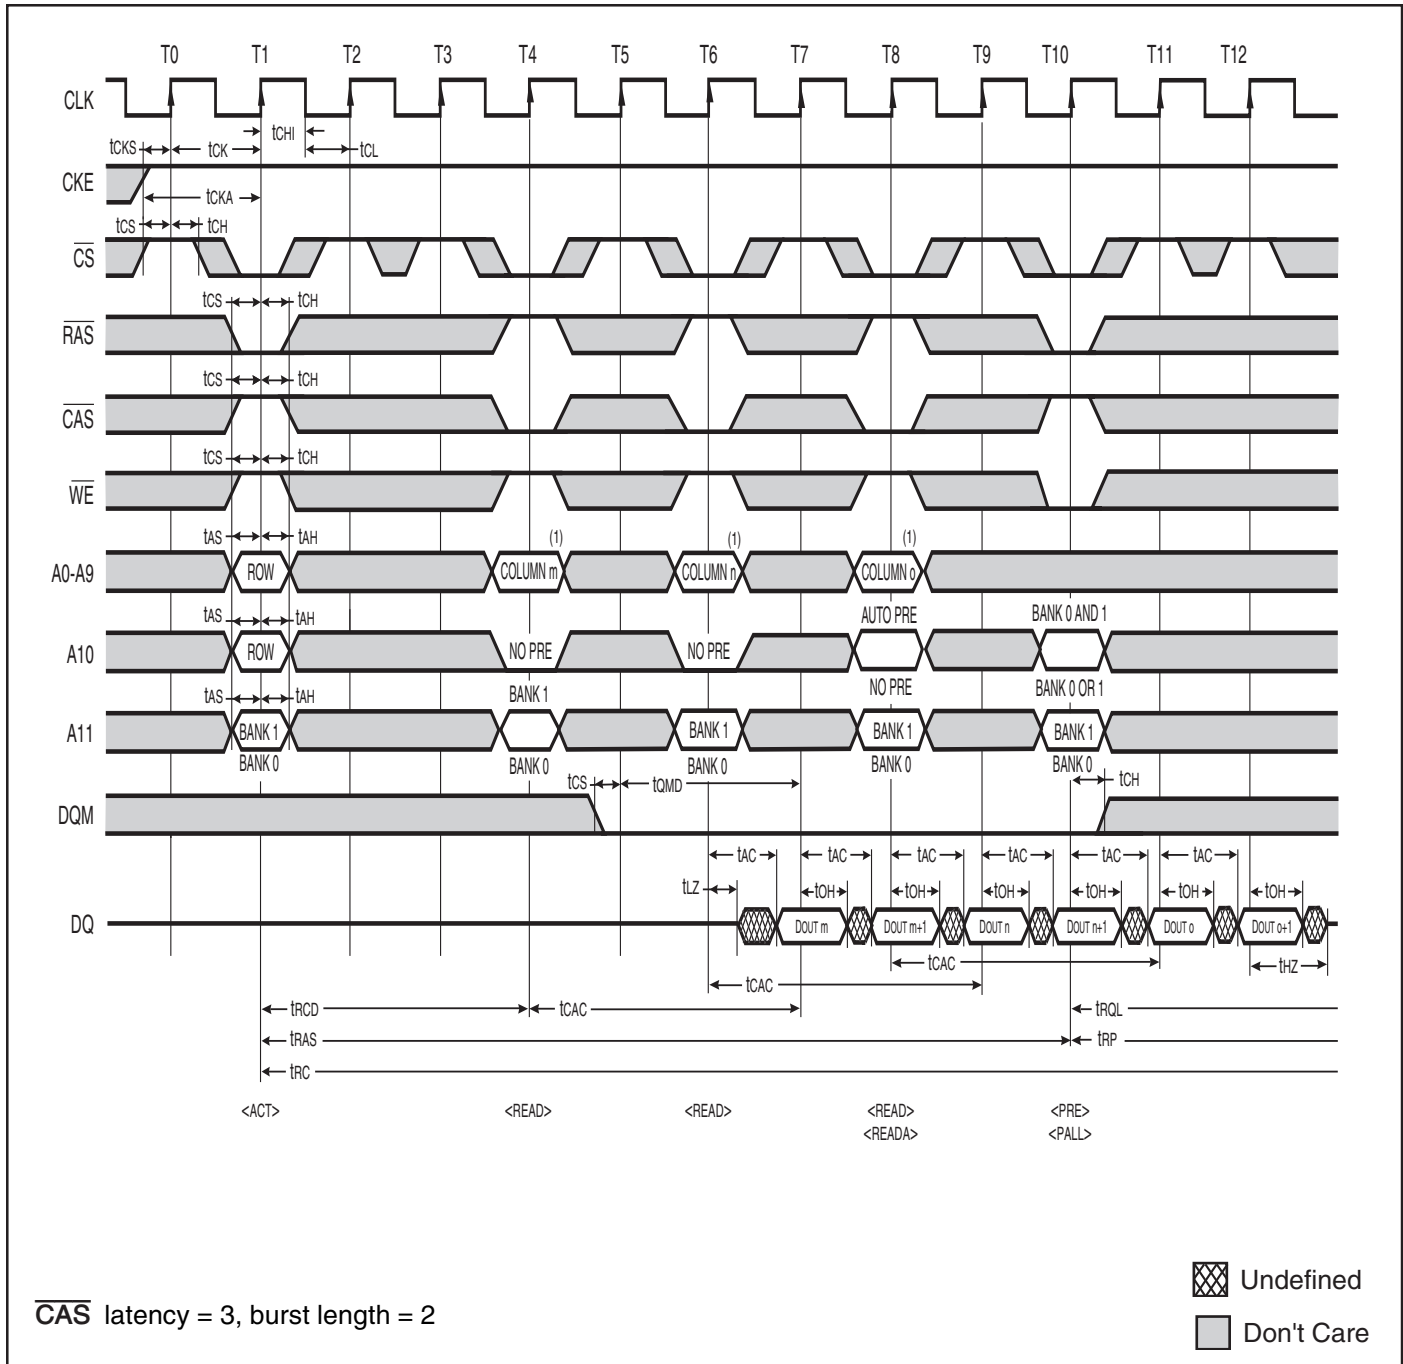 T0 T1 T2 T3 T4 T5 T6 T7 T8 T9 T10 T11 T12
CLK
tCHI
tCKS tCK tCL
CKE
tCKA
tCS tCH
CS
tCS tCH
RAS
tCS tCH
CAS
tCS tCH
WE
tAS tAH (1) (1) (1)
A0-A9 ROW COLUMN m COLUMN n COLUMN o
tAS tAH AUTO PRE BANK 0 AND 1
A10 ROW NO PRE NO PRE
tAS tAH BANK 1 NO PRE BANK 0 OR 1
A11 BANK 1 BANK 1 BANK 1 BANK 1
BANK 0 BANK 0 BANK 0 BANK 0 BANK 0
tCS tQMD tCH
DQM
tAC tAC tAC tAC tAC tAC
tLZ tOH tOH tOH tOH tOH tOH
DQ DOUT m DOUT m+1 DOUT n DOUT n+1 DOUT o DOUT o+1
tCAC tHZ
tCAC
tRCD tCAC tRQL
tRAS tRP
tRC
<ACT> <READ> <READ> <READ> <PRE>
<READA> <PALL>
Undefined
CAS latency = 3, burst length = 2
Don't Care